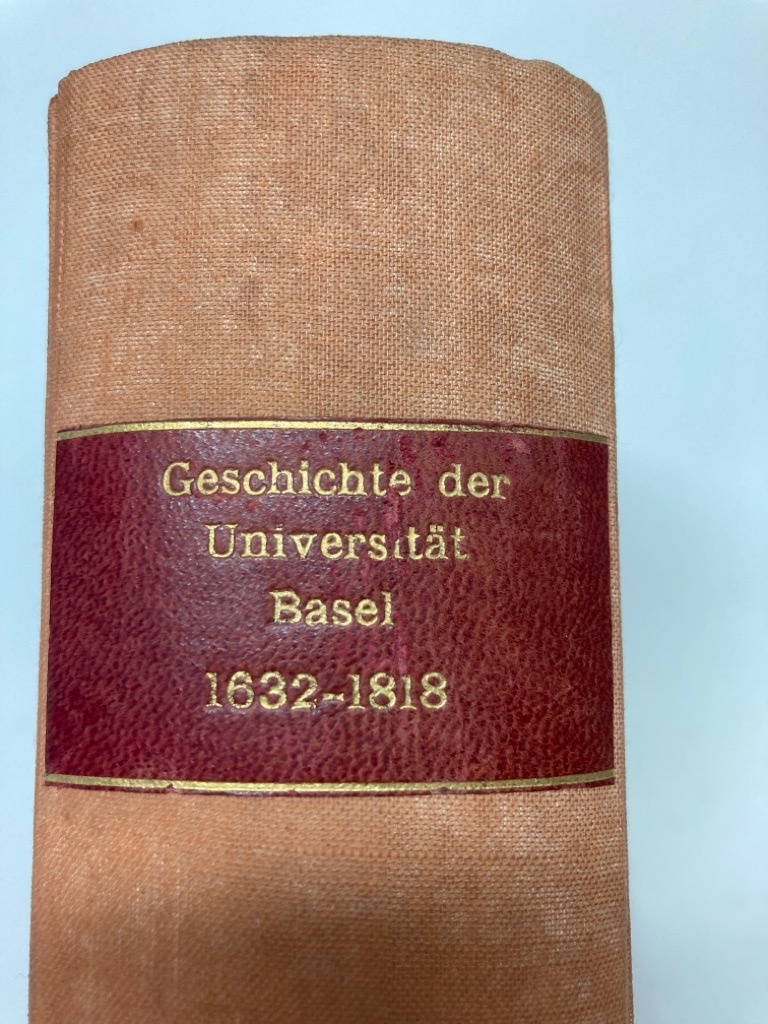 Geschichte der
Universität
Basel
1632-1818